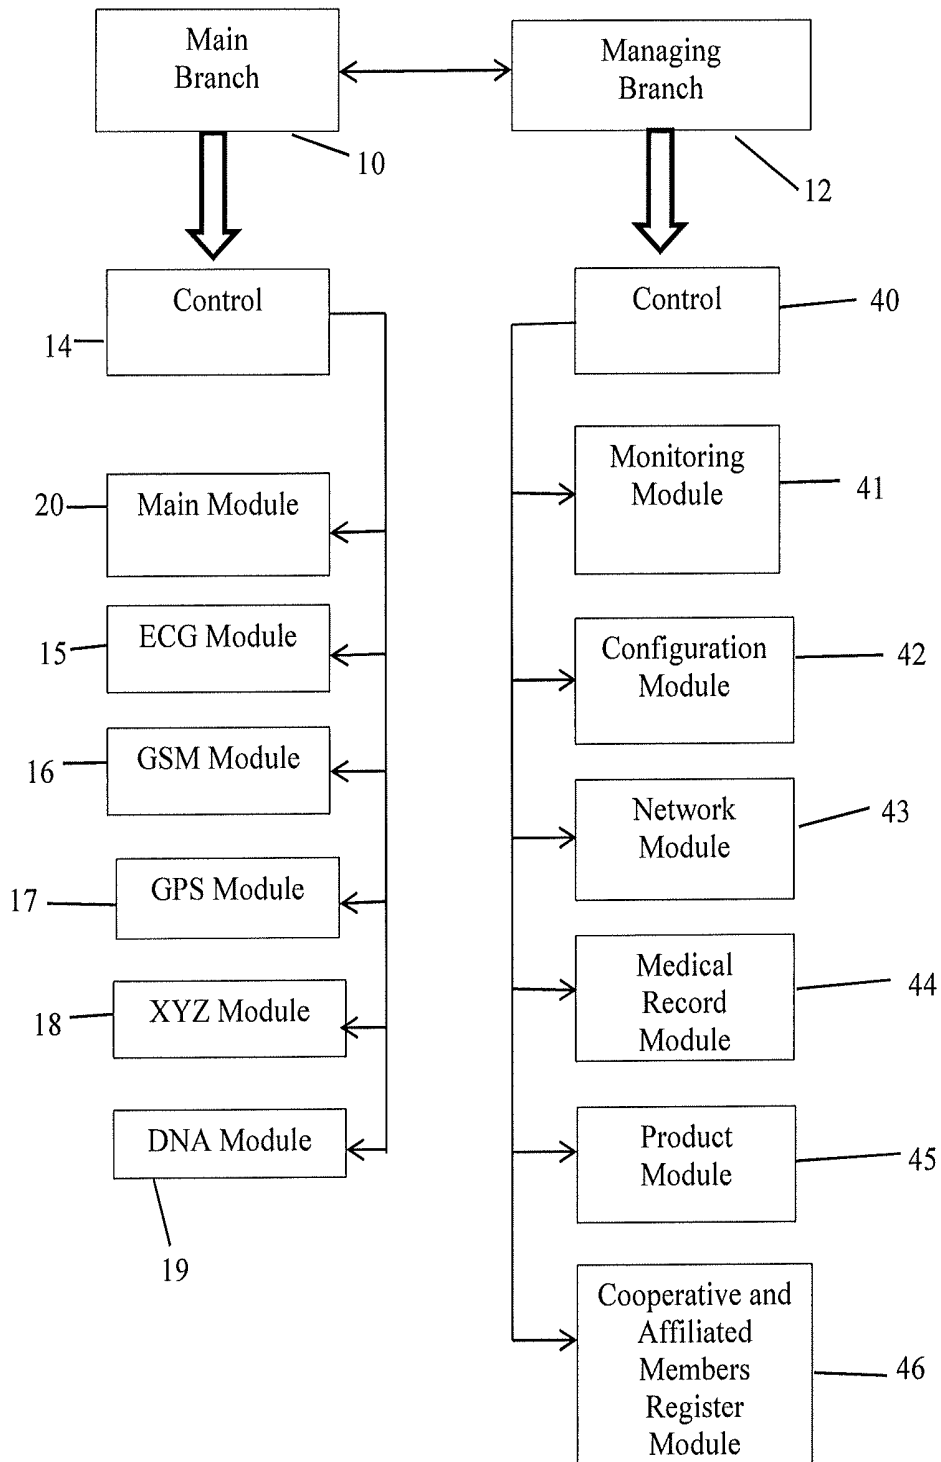 Main
Branch
Managing
Branch
10
12
Control
14
Control
40
Main Module
20
Monitoring
Module
41
ECG Module
15
Configuration
Module
42
GSM Module
16
Network
Module
43
GPS Module
17
Medical
Record
Module
44
XYZ Module
18
DNA Module
19
Product
Module
45
Cooperative and
Affiliated
Members
Register
Module
46